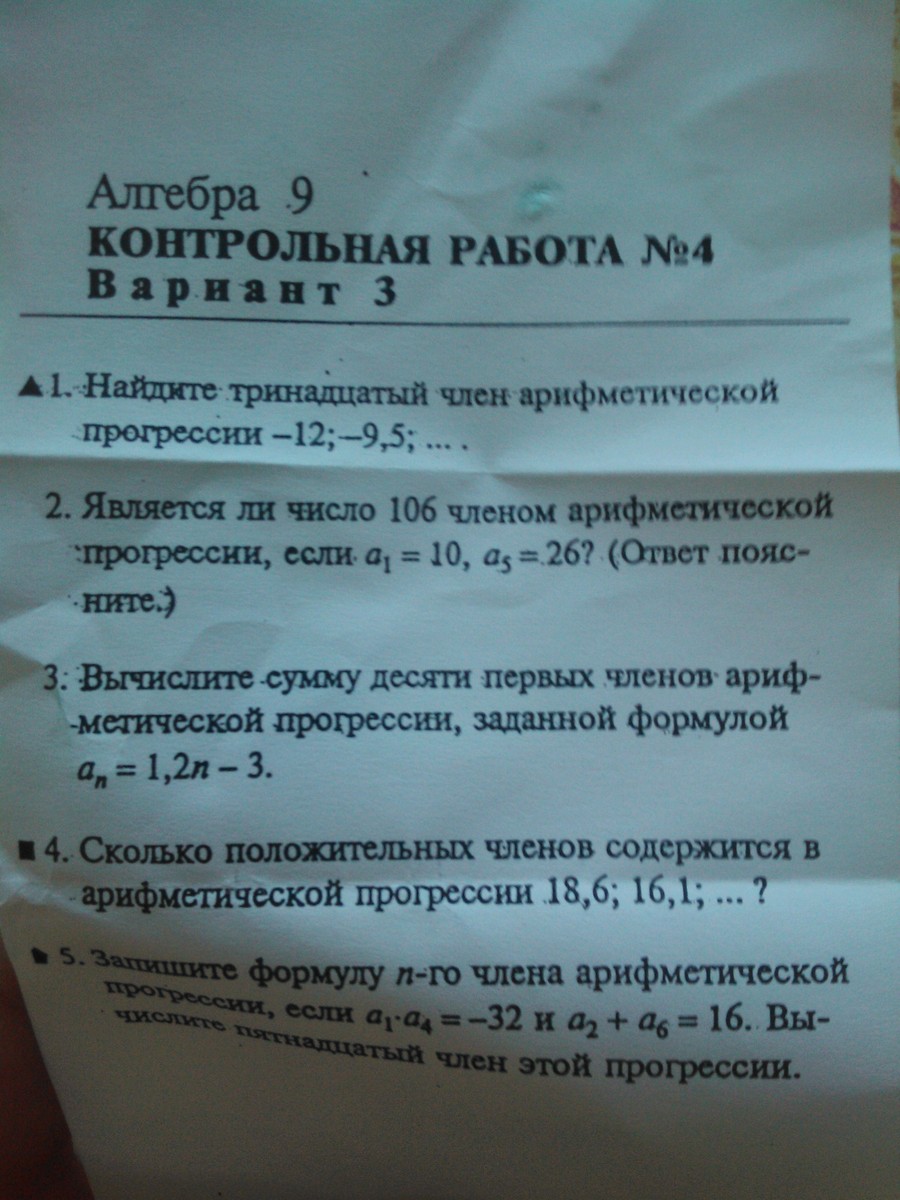 Алгебра 9
КОНТРОЛЬНАЯ РАБОТА №4
Вариант 3
▲1. Найдите тринадцатый член арифметической
прогрессии –12;–9,5; ... .
2. Является ли число 106 членом арифметической
прогрессии, если a₁ = 10, a₅ = 26? (Ответ пояс-
ните.)
3. Вычислите сумму десяти первых членов ариф-
метической прогрессии, заданной формулой
aₙ = 1,2n – 3.
■ 4. Сколько положительных членов содержится в
арифметической прогрессии 18,6; 16,1; ... ?
■ 5. Запишите формулу n-го члена арифметической
прогрессии, если a₁·a₄ = –32 и a₂ + a₆ = 16. Вы-
числите пятнадцатый член этой прогрессии.